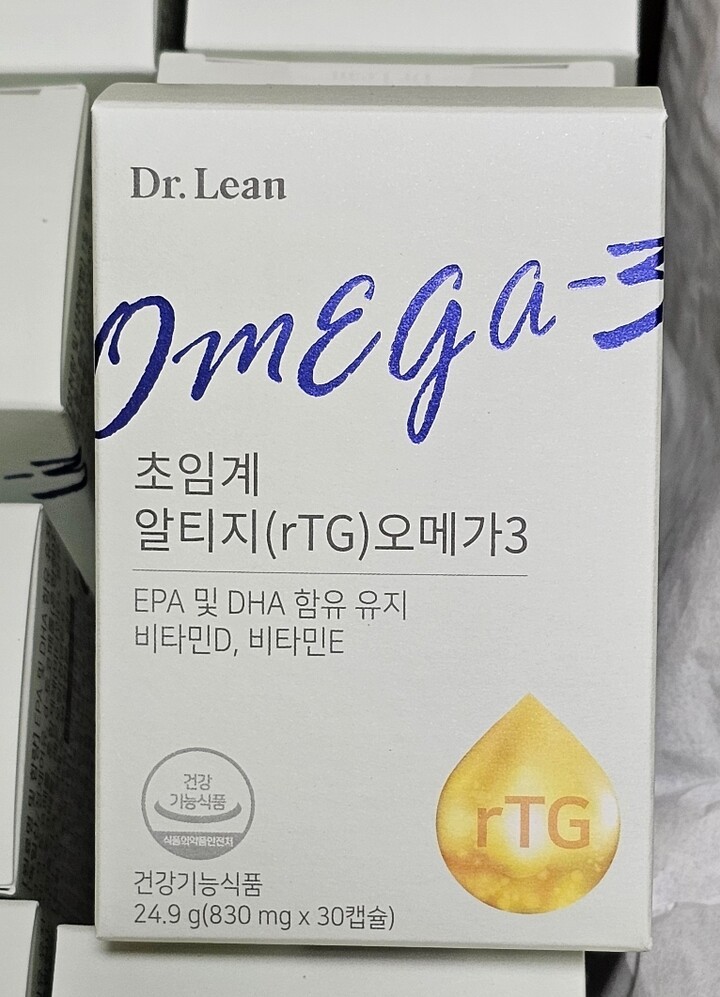 Dr. Lean
Omega-3
초임계
알티지(rTG)오메가3
EPA 및 DHA 함유 유지
비타민D, 비타민E
rTG
건강
기능식품
식품의약품안전처
건강기능식품
24.9 g(830 mg x 30캡슐)